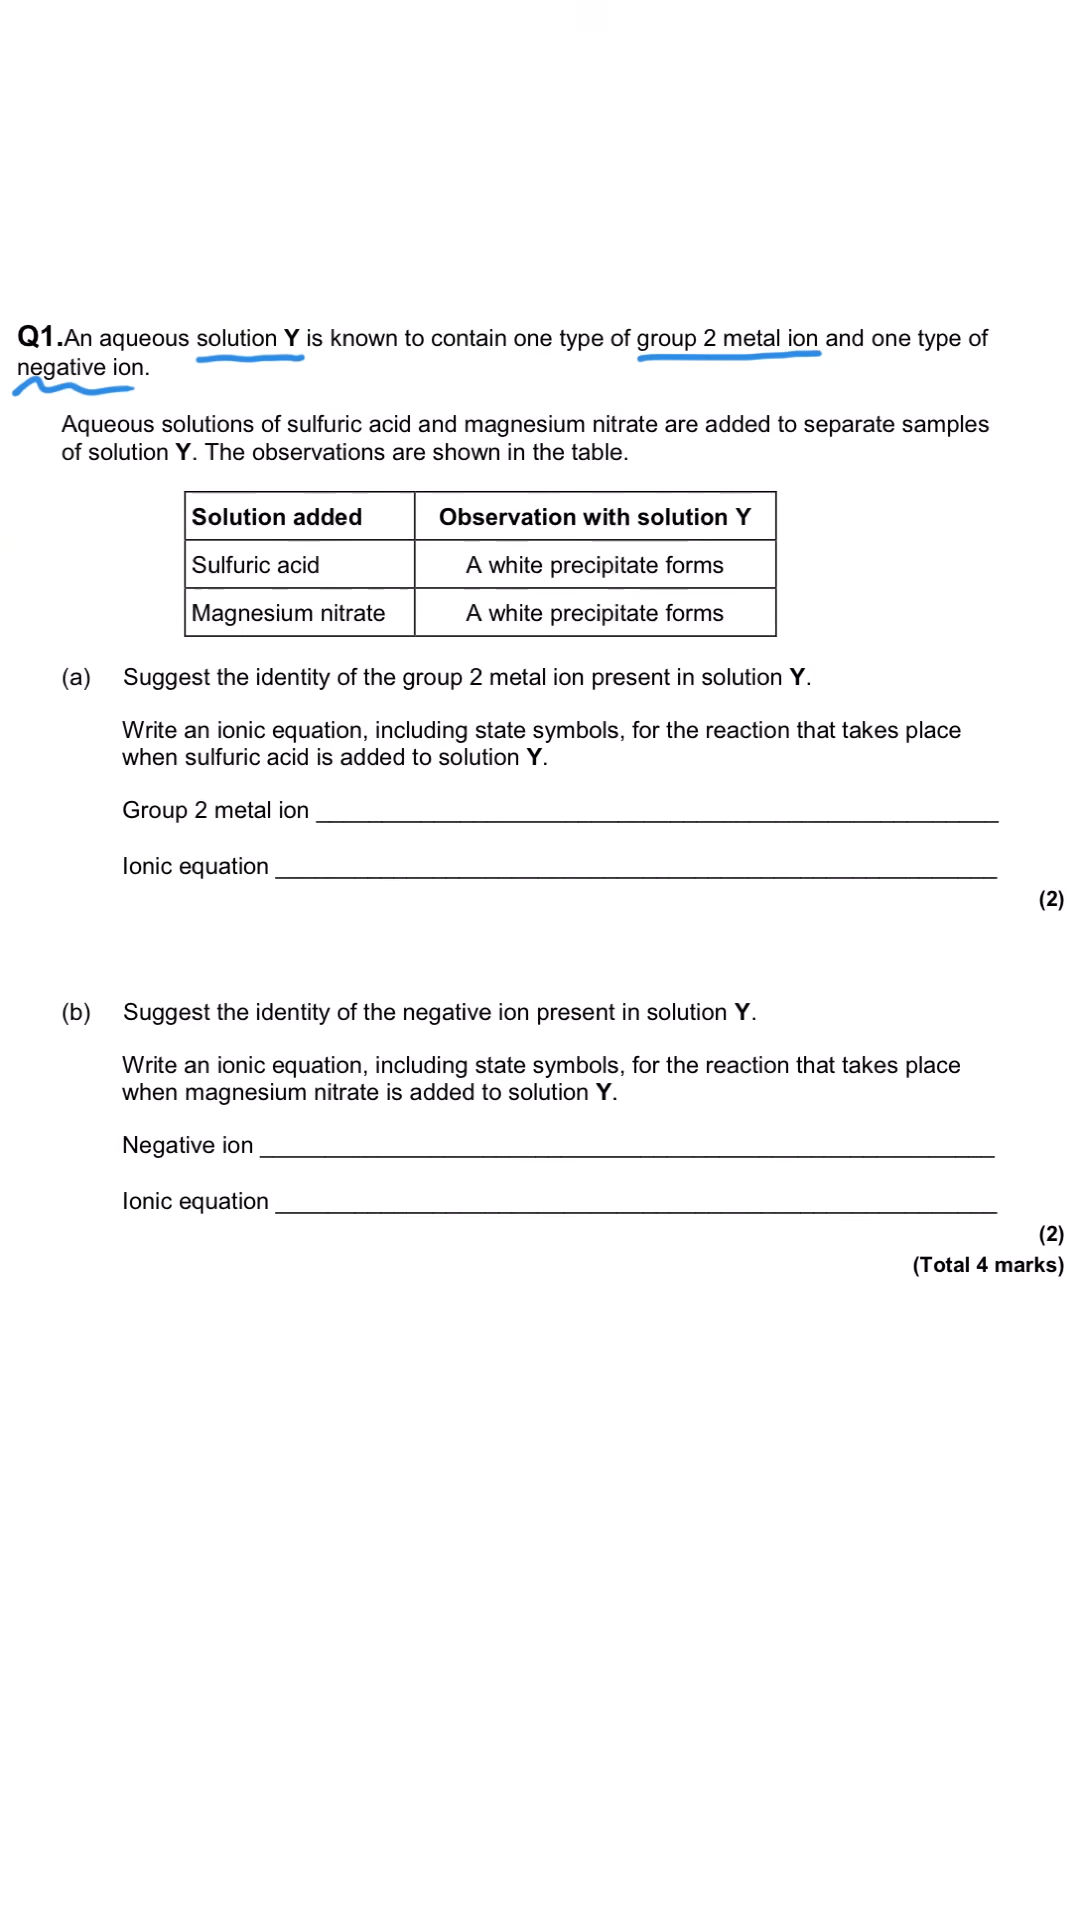 Q1.An aqueous solution Y is known to contain one type of group 2 metal ion and one type of
negative ion.
Aqueous solutions of sulfuric acid and magnesium nitrate are added to separate samples
of solution Y. The observations are shown in the table.
Solution added Observation with solution Y
Sulfuric acid A white precipitate forms
Magnesium nitrate A white precipitate forms
(a) Suggest the identity of the group 2 metal ion present in solution Y.
Write an ionic equation, including state symbols, for the reaction that takes place
when sulfuric acid is added to solution Y.
Group 2 metal ion
Ionic equation
(2)
(b) Suggest the identity of the negative ion present in solution Y.
Write an ionic equation, including state symbols, for the reaction that takes place
when magnesium nitrate is added to solution Y.
Negative ion
Ionic equation
(2)
(Total 4 marks)